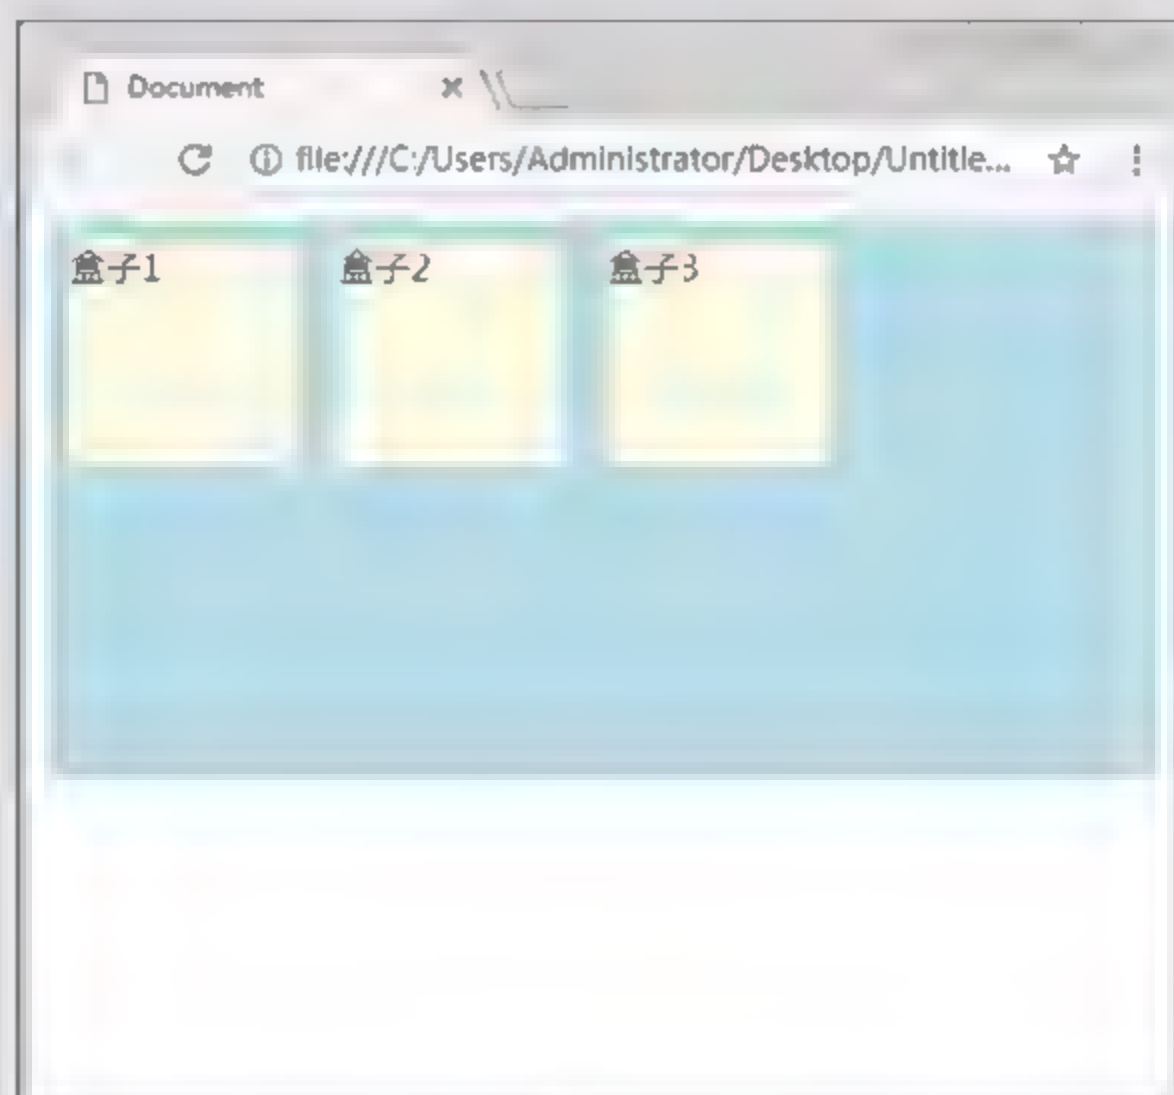 Document
file:///C:/Users/Administrator/Desktop/Untitle...
盒子1 盒子2 盒子3